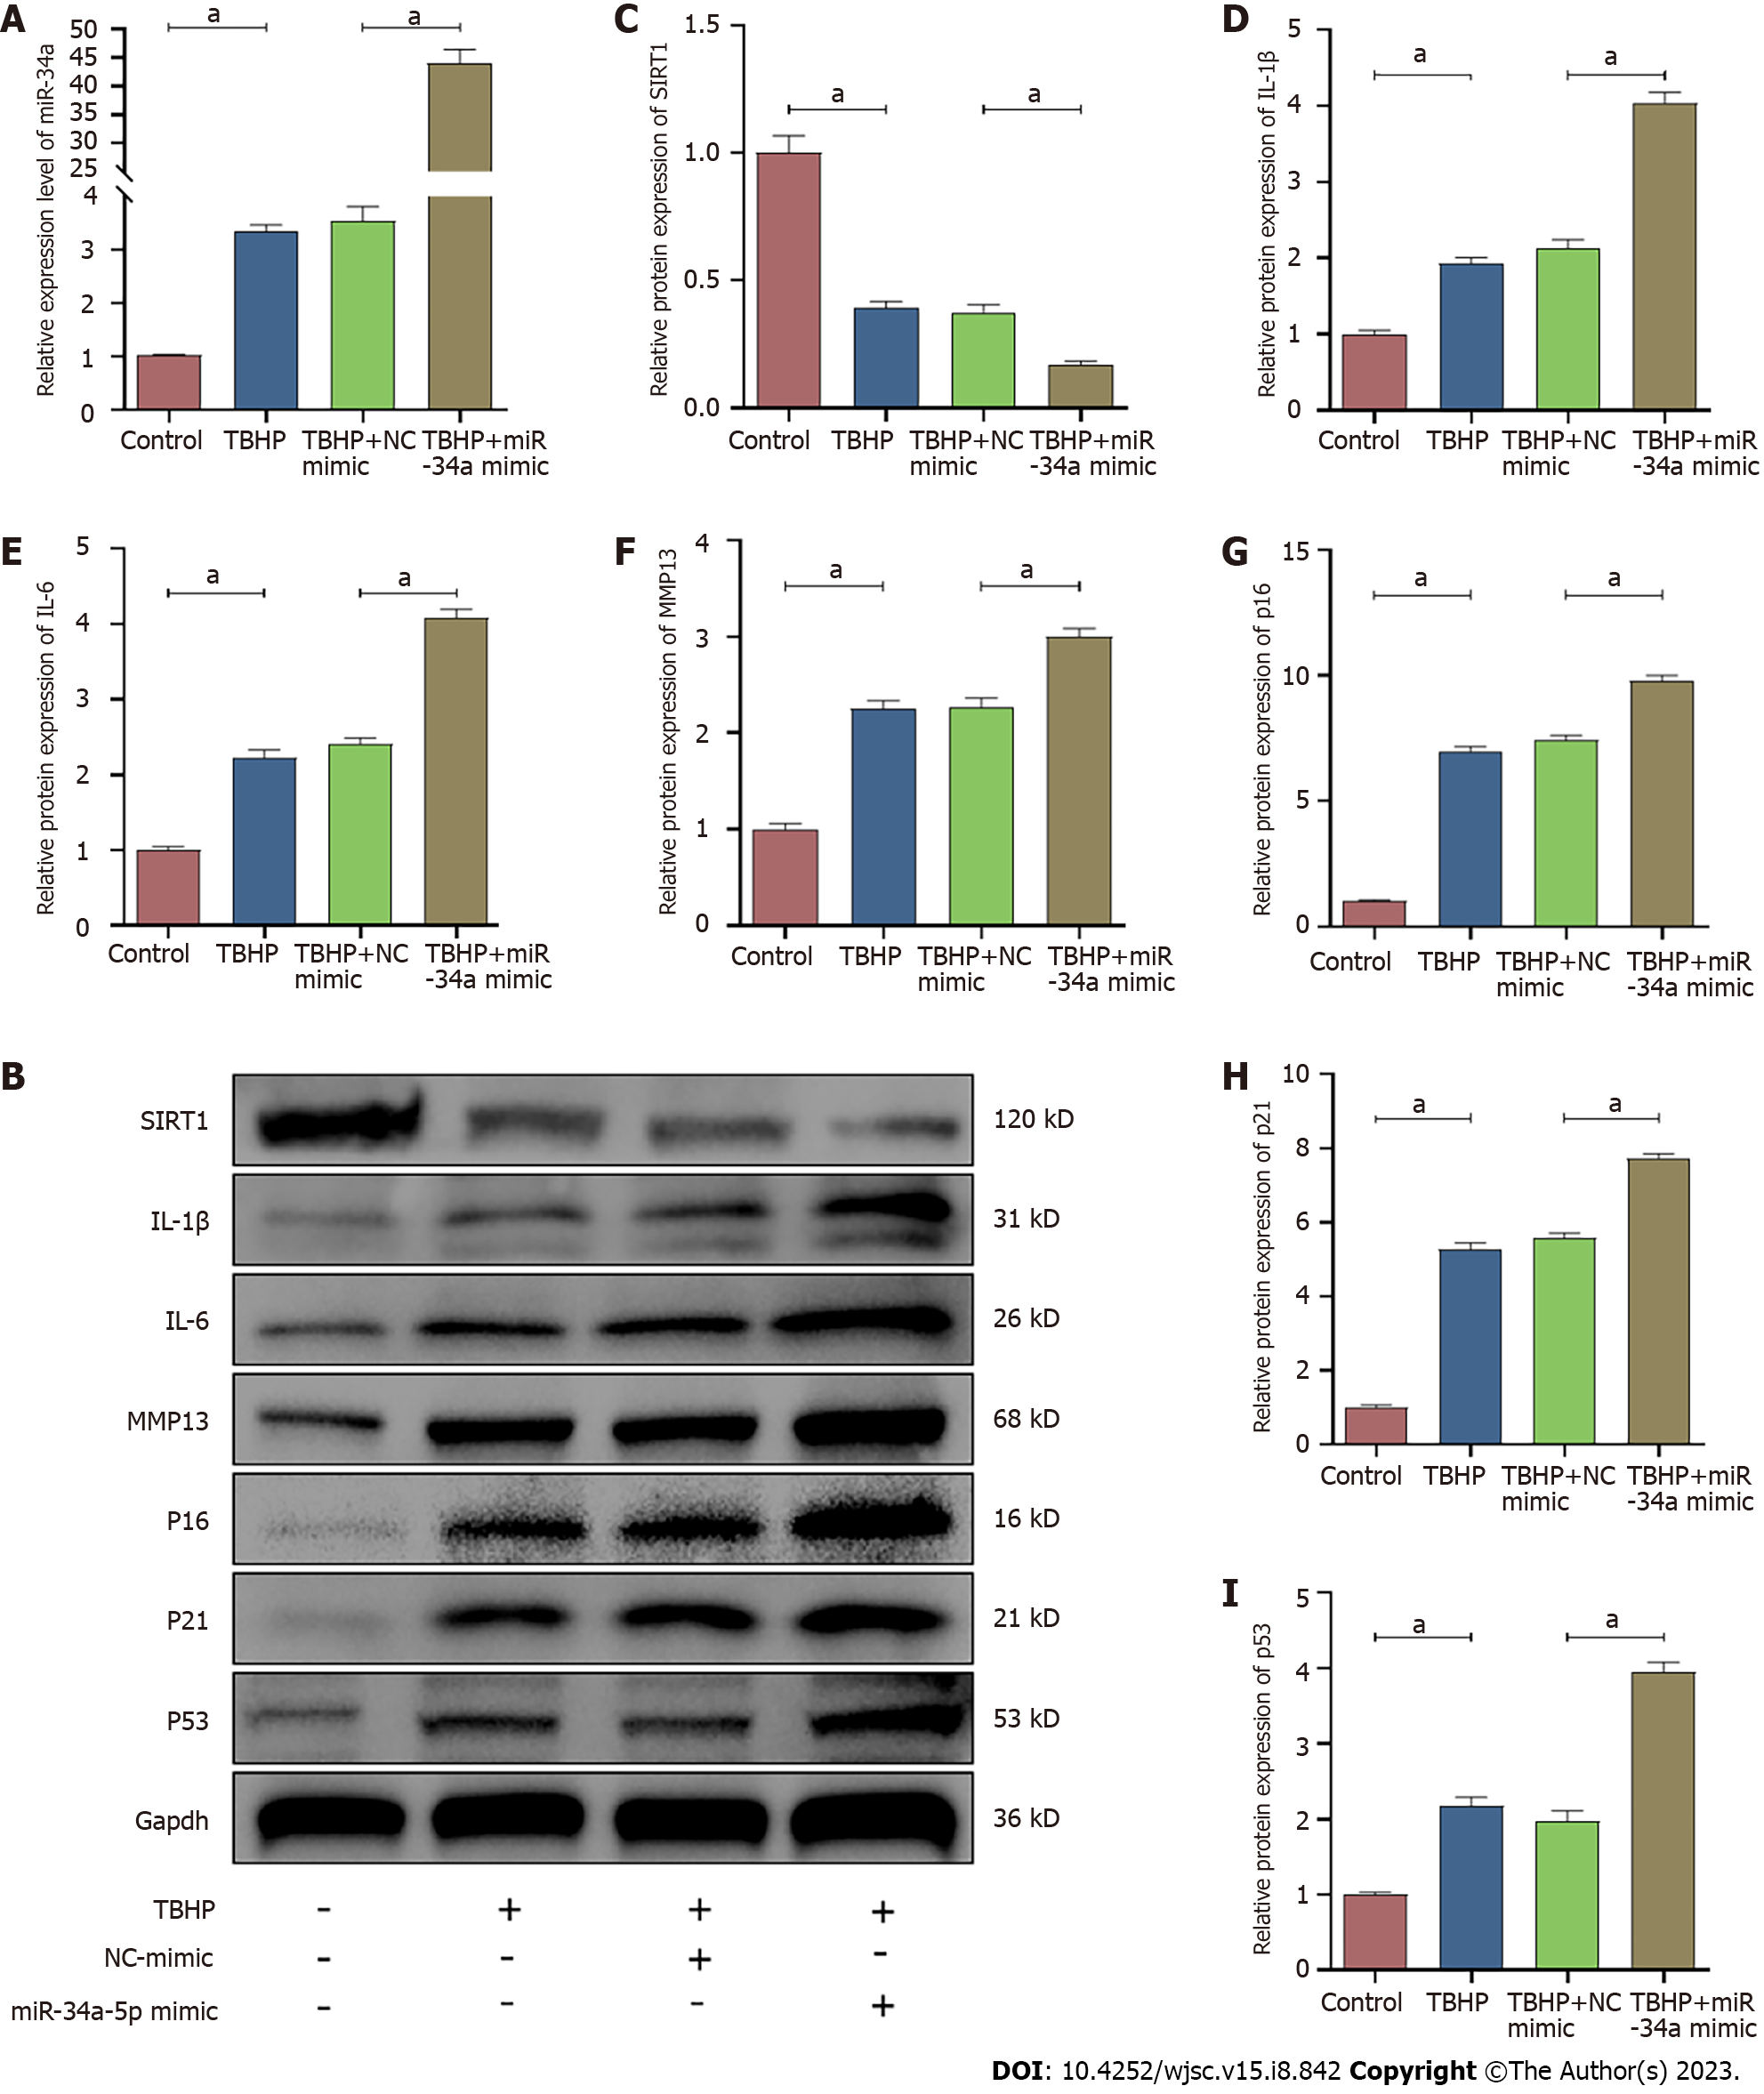 A
Relative expression level of miR-34a
50
45
40
35
30
25
4
3
2
1
0
a
a
Control
TBHP
TBHP+NC
mimic
TBHP+miR
-34a mimic
C
Relative protein expression of SIRT1
1.5
1.0
0.5
0.0
a
a
Control
TBHP
TBHP+NC
mimic
TBHP+miR
-34a mimic
D
Relative protein expression of IL-1β
5
4
3
2
1
0
a
a
Control
TBHP
TBHP+NC
mimic
TBHP+miR
-34a mimic
E
Relative protein expression of IL-6
5
4
3
2
1
0
a
a
Control
TBHP
TBHP+NC
mimic
TBHP+miR
-34a mimic
F
Relative protein expression of MMP13
4
3
2
1
0
a
a
Control
TBHP
TBHP+NC
mimic
TBHP+miR
-34a mimic
G
Relative protein expression of p16
15
10
5
0
a
a
Control
TBHP
TBHP+NC
mimic
TBHP+miR
-34a mimic
B
SIRT1 120 kD
IL-1β 31 kD
IL-6 26 kD
MMP13 68 kD
P16 16 kD
P21 21 kD
P53 53 kD
Gapdh 36 kD
TBHP - + + +
NC-mimic - - + -
miR-34a-5p mimic - - - +
H
Relative protein expression of p21
10
8
6
4
2
0
a
a
Control
TBHP
TBHP+NC
mimic
TBHP+miR
-34a mimic
I
Relative protein expression of p53
5
4
3
2
1
0
a
a
Control
TBHP
TBHP+NC
mimic
TBHP+miR
-34a mimic
DOI: 10.4252/wjsc.v15.i8.842 Copyright ©The Author(s) 2023.